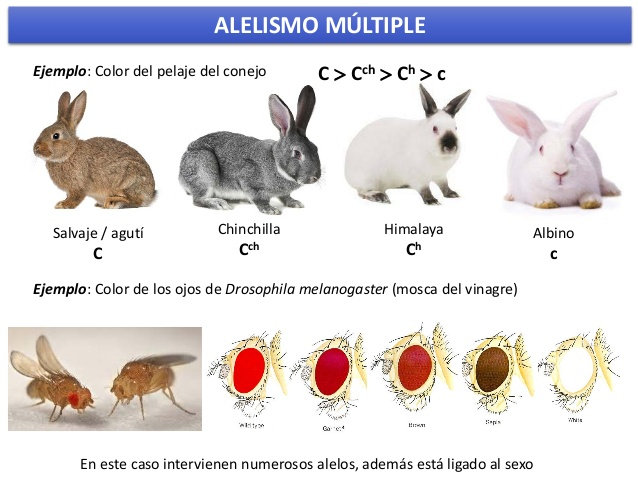 ALELISMO MÚLTIPLE
Ejemplo: Color del pelaje del conejo
C > Cch > Ch > c
Salvaje / agutí
C
Chinchilla
Cch
Himalaya
Ch
Albino
c
Ejemplo: Color de los ojos de Drosophila melanogaster (mosca del vinagre)
Wild type
Garnet
Brown
Sepia
White
En este caso intervienen numerosos alelos, además está ligado al sexo